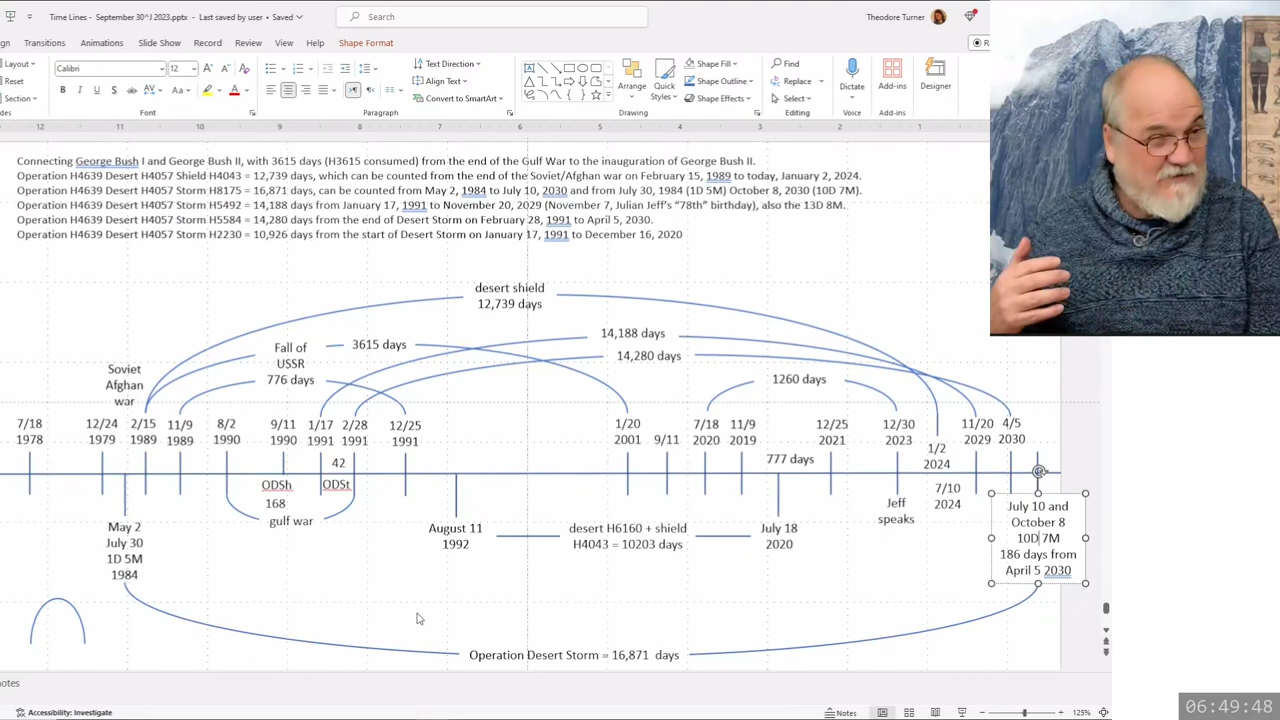 Time Lines - September 30^J 2023.pptx • Last saved by user • Saved
Search
Theodore Turner
Transitions Animations Slide Show Record Review View Help Shape Format
Layout
Reset
Section
Calibri 12
Text Direction
Align Text
Convert to SmartArt
Arrange
Quick Styles
Shape Fill
Shape Outline
Shape Effects
Find
Replace
Select
Dictate
Add-ins
Designer
Font Paragraph Drawing Editing Voice Add-ins
12 11 10 9 8 7 6 5 4 3 2 1
Connecting George Bush I and George Bush II, with 3615 days (H3615 consumed) from the end of the Gulf War to the inauguration of George Bush II.
Operation H4639 Desert H4057 Shield H4043 = 12,739 days, which can be counted from the end of the Soviet/Afghan war on February 15, 1989 to today, January 2, 2024.
Operation H4639 Desert H4057 Storm H8175 = 16,871 days, can be counted from May 2, 1984 to July 10, 2030 and from July 30, 1984 (1D 5M) October 8, 2030 (10D 7M).
Operation H4639 Desert H4057 Storm H5492 = 14,188 days from January 17, 1991 to November 20, 2029 (November 7, Julian Jeff's "78th" birthday), also the 13D 8M.
Operation H4639 Desert H4057 Storm H5584 = 14,280 days from the end of Desert Storm on February 28, 1991 to April 5, 2030.
Operation H4639 Desert H4057 Storm H2230 = 10,926 days from the start of Desert Storm on January 17, 1991 to December 16, 2020
desert shield
12,739 days
14,188 days
Fall of
USSR
3615 days
14,280 days
Soviet
Afghan
war
776 days
1260 days
7/18
1978
12/24
1979
2/15
1989
11/9
1989
8/2
1990
9/11
1990
1/17
1991
2/28
1991
12/25
1991
1/20
2001
9/11
7/18
2020
11/9
2019
12/25
2021
12/30
2023
1/2
2024
11/20
2029
4/5
2030
42
777 days
ODSh
ODSt
168
gulf war
7/10
2024
Jeff
speaks
May 2
July 30
1D 5M
1984
August 11
1992
desert H6160 + shield
H4043 = 10203 days
July 18
2020
July 10 and
October 8
10D 7M
186 days from
April 5 2030
Operation Desert Storm = 16,871 days
notes
Accessibility: Investigate
Notes
125%
06:49:48